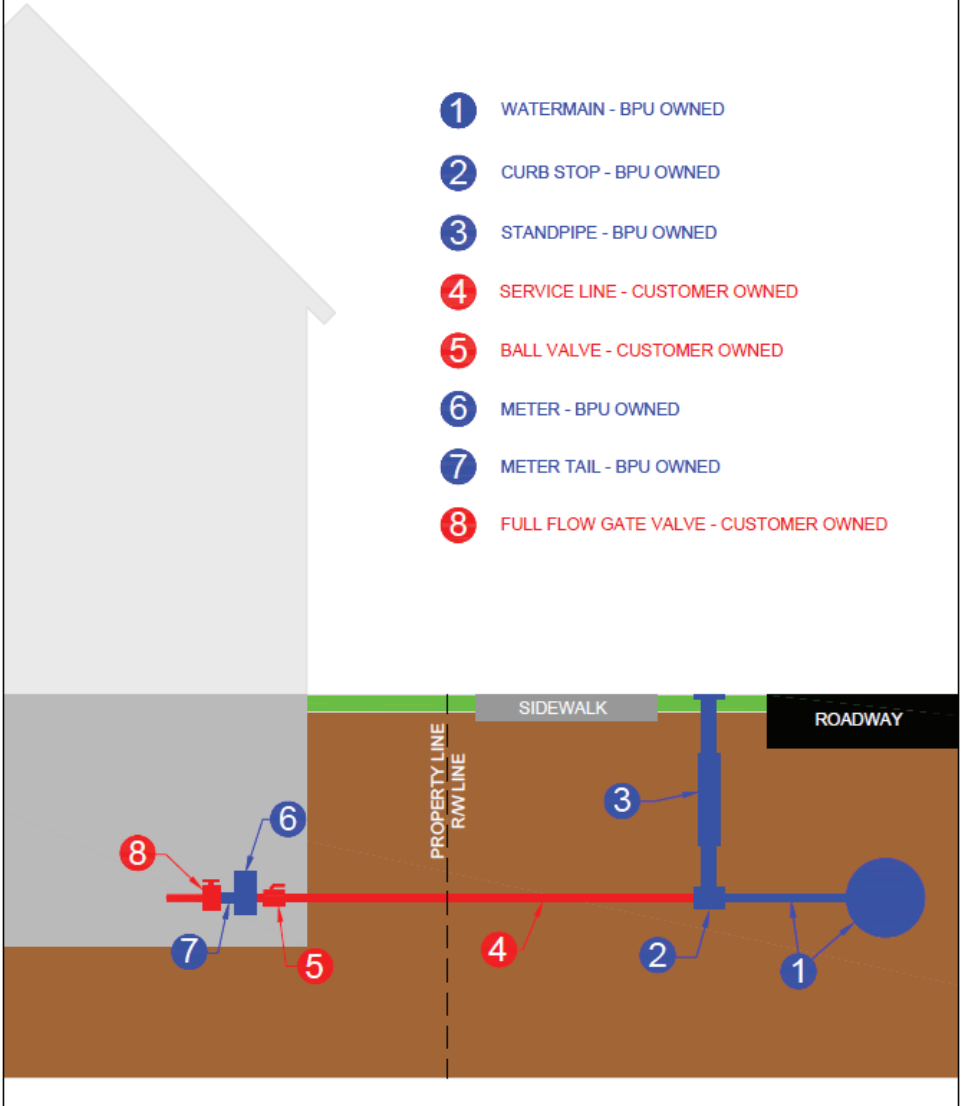 1 WATERMAIN - BPU OWNED
2 CURB STOP - BPU OWNED
3 STANDPIPE - BPU OWNED
4 SERVICE LINE - CUSTOMER OWNED
5 BALL VALVE - CUSTOMER OWNED
6 METER - BPU OWNED
7 METER TAIL - BPU OWNED
8 FULL FLOW GATE VALVE - CUSTOMER OWNED
SIDEWALK
ROADWAY
PROPERTY LINE
R/W LINE
3
6
8
7
5
4
2
1